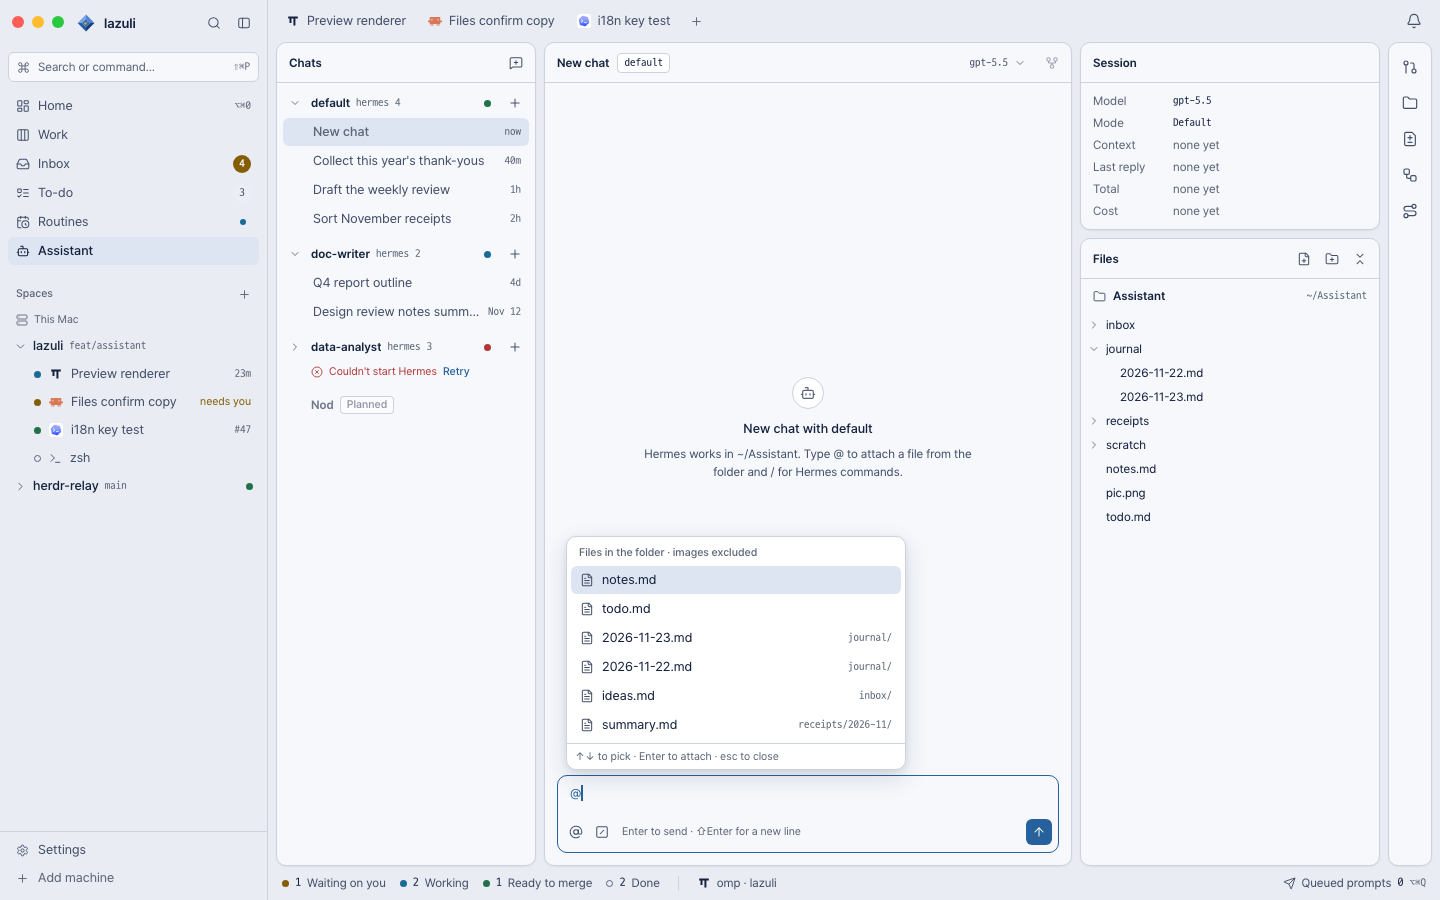 lazuli
Search or command... ⇧⌘P
Home ⌥⌘0
Work
Inbox 4
To-do 3
Routines
Assistant
Spaces
This Mac
lazuli feat/assistant
Preview renderer 23m
Files confirm copy needs you
i18n key test #47
zsh
herdr-relay main
Settings
Add machine
Preview renderer Files confirm copy i18n key test
Chats
default hermes 4
New chat now
Collect this year's thank-yous 40m
Draft the weekly review 1h
Sort November receipts 2h
doc-writer hermes 2
Q4 report outline 4d
Design review notes summ... Nov 12
data-analyst hermes 3
Couldn't start Hermes Retry
Nod Planned
New chat default gpt-5.5
New chat with default
Hermes works in ~/Assistant. Type @ to attach a file from the
folder and / for Hermes commands.
Files in the folder · images excluded
notes.md
todo.md
2026-11-23.md journal/
2026-11-22.md journal/
ideas.md inbox/
summary.md receipts/2026-11/
↑↓ to pick · Enter to attach · esc to close
@
@ Enter to send · ⇧Enter for a new line
Session
Model gpt-5.5
Mode Default
Context none yet
Last reply none yet
Total none yet
Cost none yet
Files
Assistant ~/Assistant
inbox
journal
2026-11-22.md
2026-11-23.md
receipts
scratch
notes.md
pic.png
todo.md
1 Waiting on you 2 Working 1 Ready to merge 2 Done omp · lazuli Queued prompts 0 ⌥⌘Q